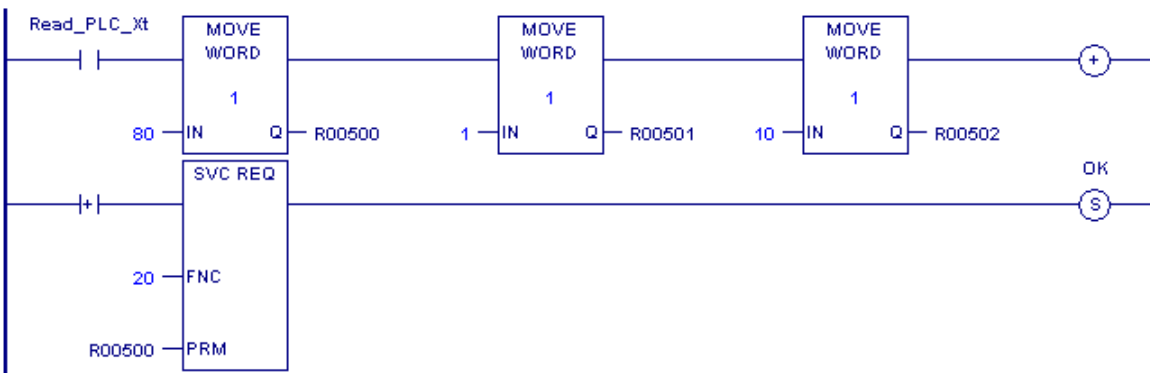 Read_PLC_Xt
MOVE WORD MOVE WORD MOVE WORD
1 1 1
80 IN Q R00500 1 IN Q R00501 10 IN Q R00502
+
SVC REQ OK
+ S
20 FNC
R00500 PRM